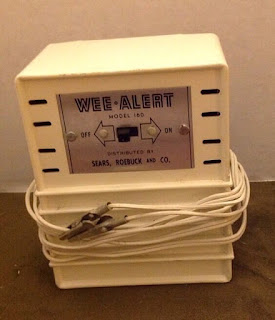 WEE ALERT
MODEL 160
OFF ON
DISTRIBUTED BY
SEARS, ROEBUCK AND CO.